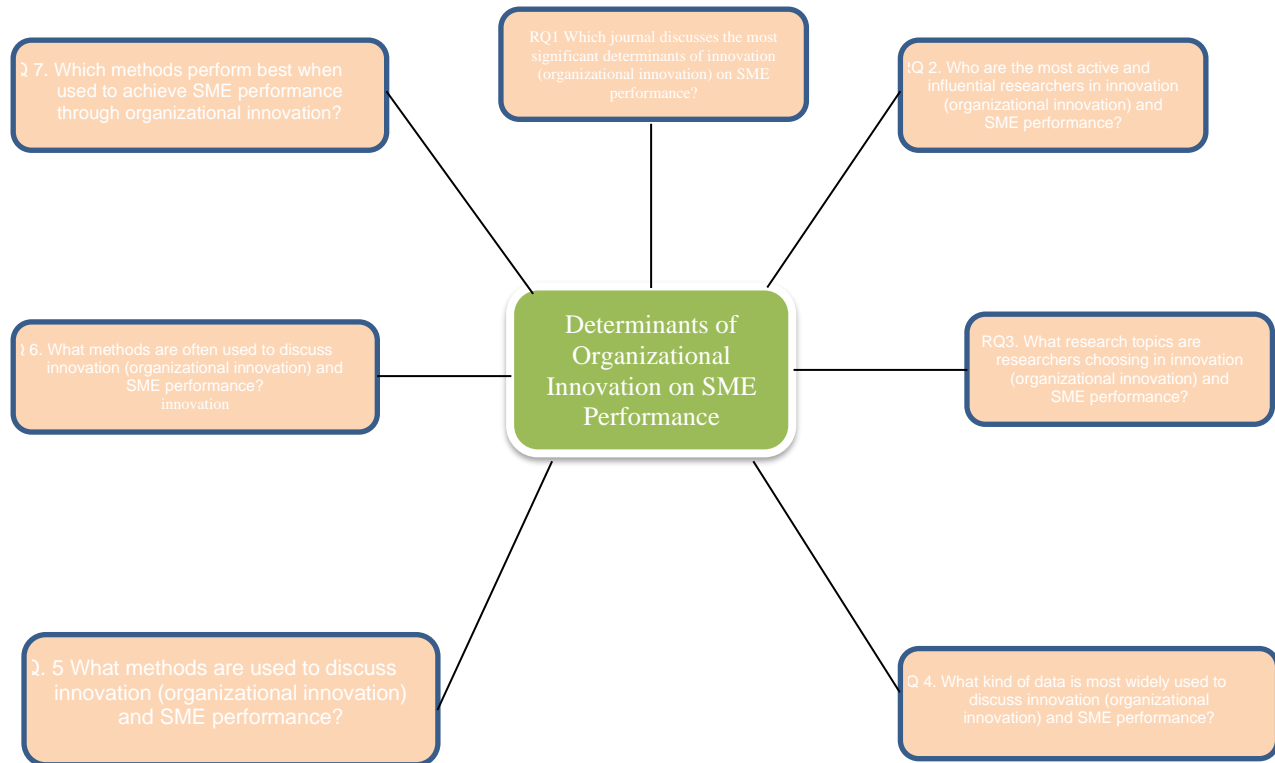 RQ1 Which journal discusses the most
significant determinants of innovation
(organizational innovation) on SME
performance?
Q 7. Which methods perform best when
used to achieve SME performance
through organizational innovation?
Q 2. Who are the most active and
influential researchers in innovation
(organizational innovation) and
SME performance?
Determinants of
Organizational
Innovation on SME
Performance
Q 6. What methods are often used to discuss
innovation (organizational innovation) and
SME performance?
innovation
RQ3. What research topics are
researchers choosing in innovation
(organizational innovation) and
SME performance?
Q. 5 What methods are used to discuss
innovation (organizational innovation)
and SME performance?
Q 4. What kind of data is most widely used to
discuss innovation (organizational
innovation) and SME performance?